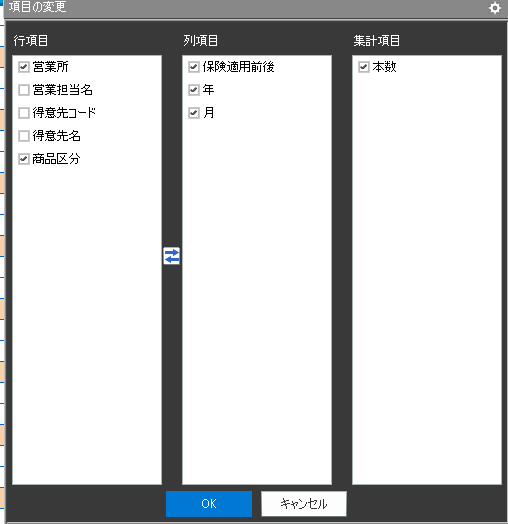 項目の変更
行項目
営業所
営業担当名
得意先コード
得意先名
商品区分
列項目
保険適用前後
年
月
集計項目
本数
OK
キャンセル